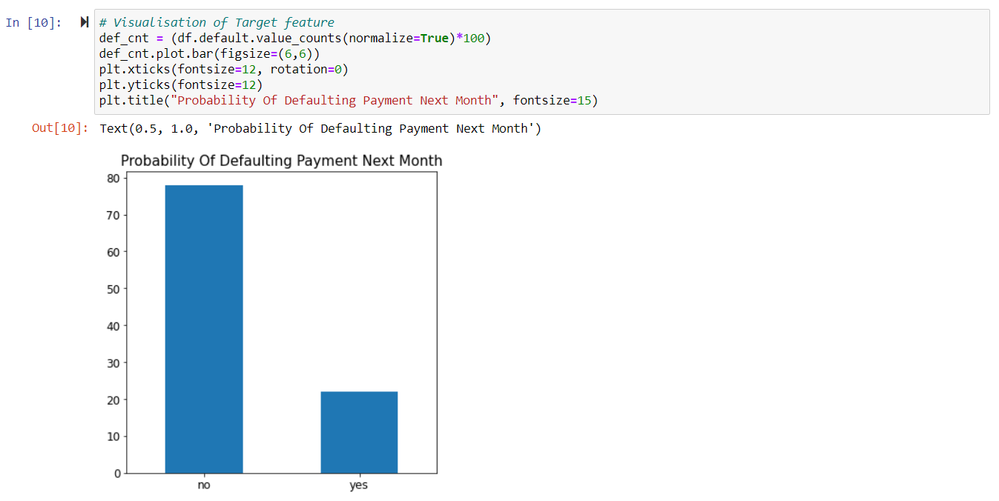 In [10]:
# Visualisation of Target feature
def_cnt = (df.default.value_counts(normalize=True)*100)
def_cnt.plot.bar(figsize=(6,6))
plt.xticks(fontsize=12, rotation=0)
plt.yticks(fontsize=12)
plt.title("Probability Of Defaulting Payment Next Month", fontsize=15)
Out[10]: Text(0.5, 1.0, 'Probability Of Defaulting Payment Next Month')
Probability Of Defaulting Payment Next Month
80
70
60
50
40
30
20
10
0
no yes